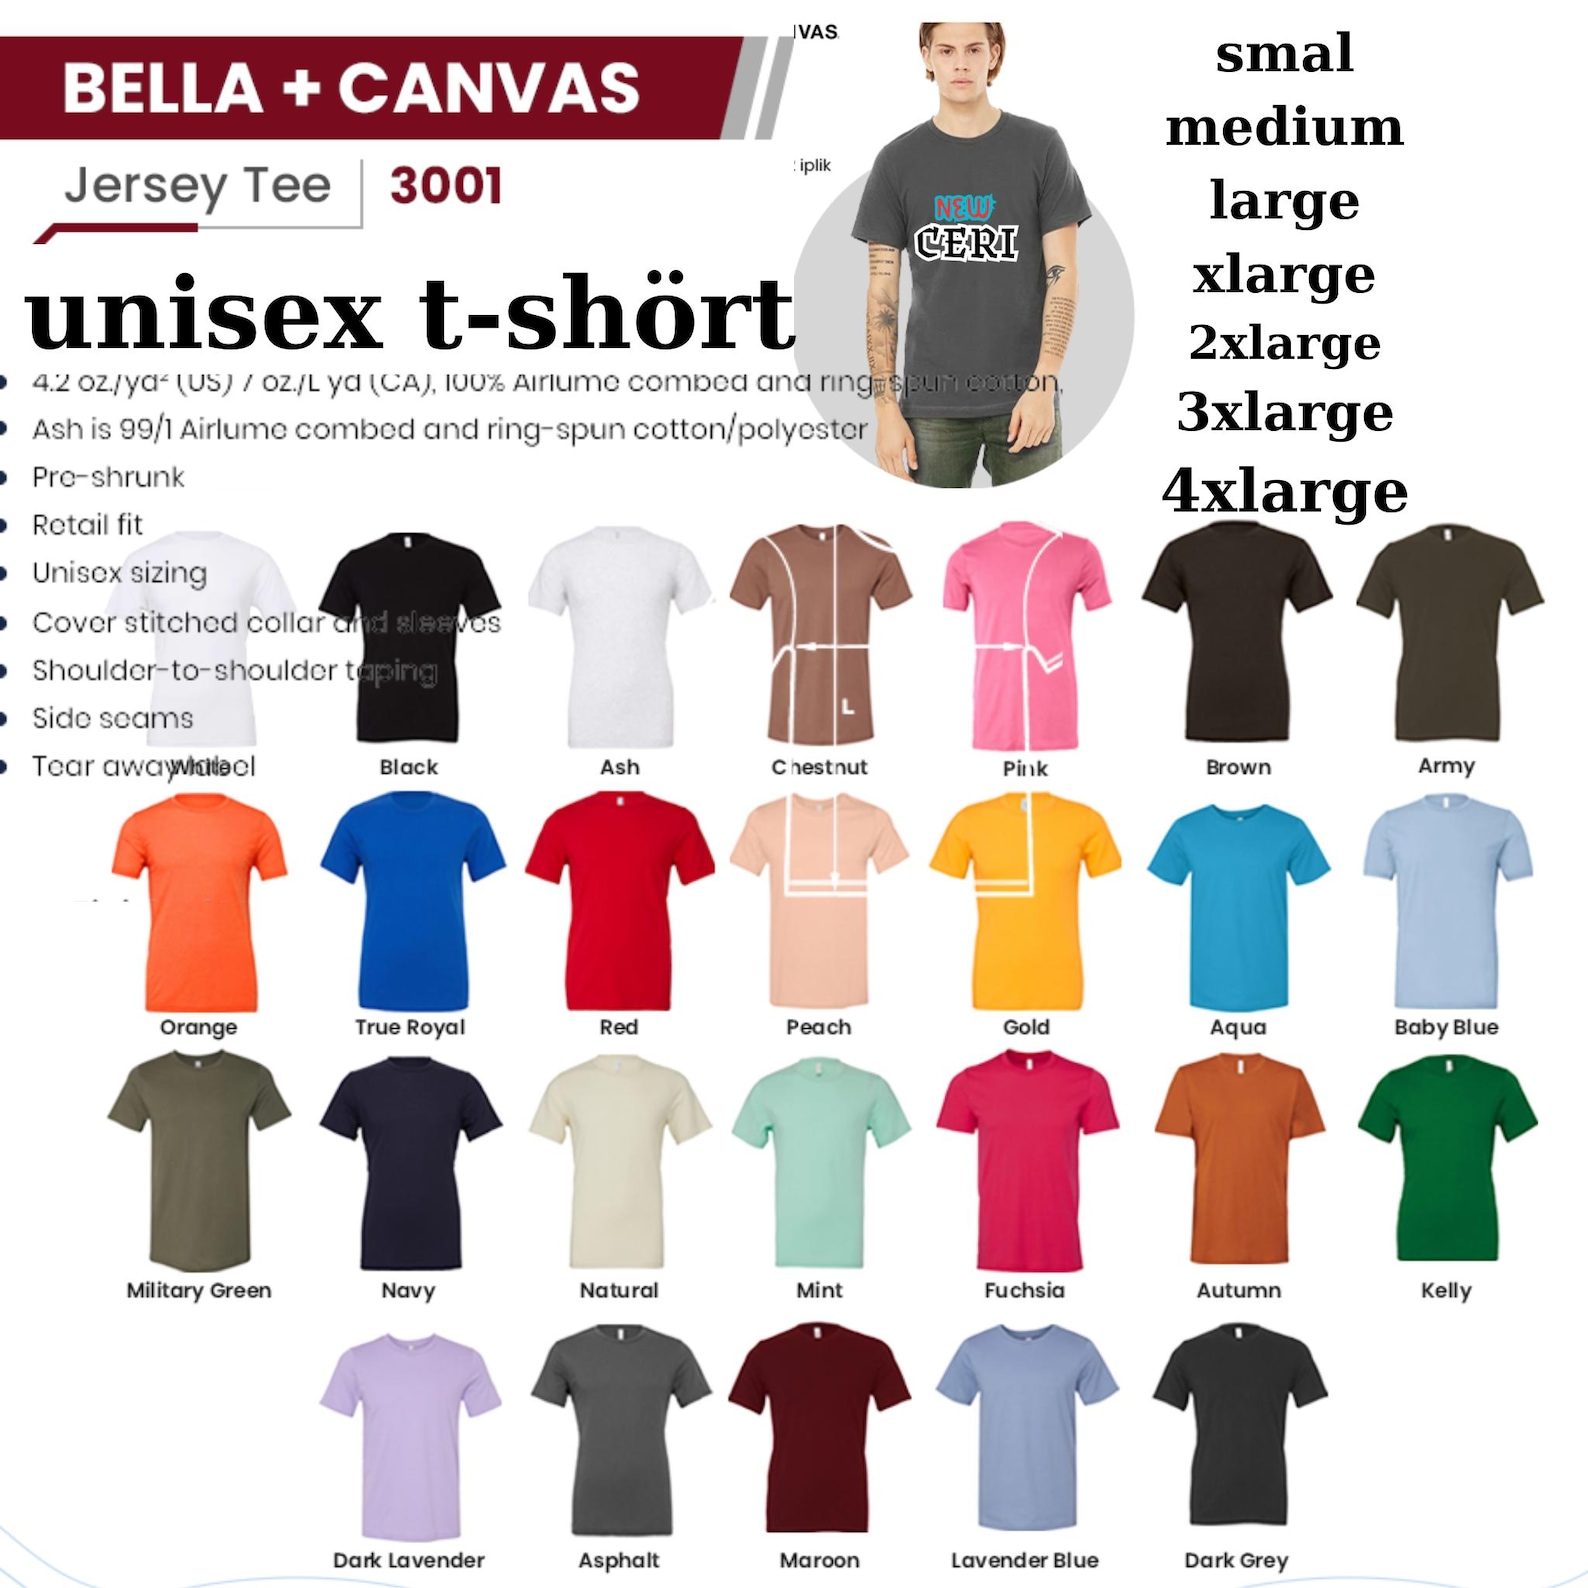 BELLA + CANVAS
Jersey Tee 3001
unisex t-shört
4.2 oz./yd² (US) 7 oz./L yd (CA), 100% Airlume combed and ring-spun cotton,
Ash is 99/1 Airlume combed and ring-spun cotton/polyester
Pre-shrunk
Retail fit
Unisex sizing
Cover stitched collar and sleeves
Shoulder-to-shoulder taping
Side seams
Tear away label
IVAS
iplik
NEW
CERI
smal
medium
large
xlarge
2xlarge
3xlarge
4xlarge
L
White Black Ash Chestnut Pink Brown Army
Orange True Royal Red Peach Gold Aqua Baby Blue
Military Green Navy Natural Mint Fuchsia Autumn Kelly
Dark Lavender Asphalt Maroon Lavender Blue Dark Grey